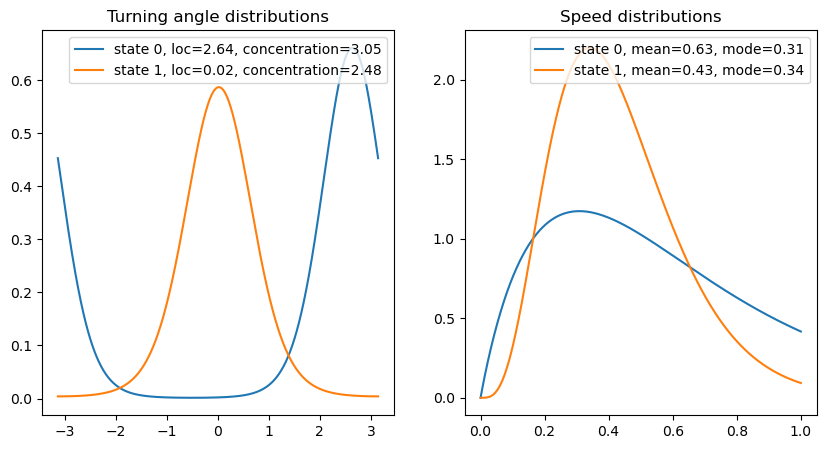 Turning angle distributions
state 0, loc=2.64, concentration=3.05
state 1, loc=0.02, concentration=2.48
0.6
0.5
0.4
0.3
0.2
0.1
0.0
−3 −2 −1 0 1 2 3
Speed distributions
state 0, mean=0.63, mode=0.31
state 1, mean=0.43, mode=0.34
2.0
1.5
1.0
0.5
0.0
0.0 0.2 0.4 0.6 0.8 1.0